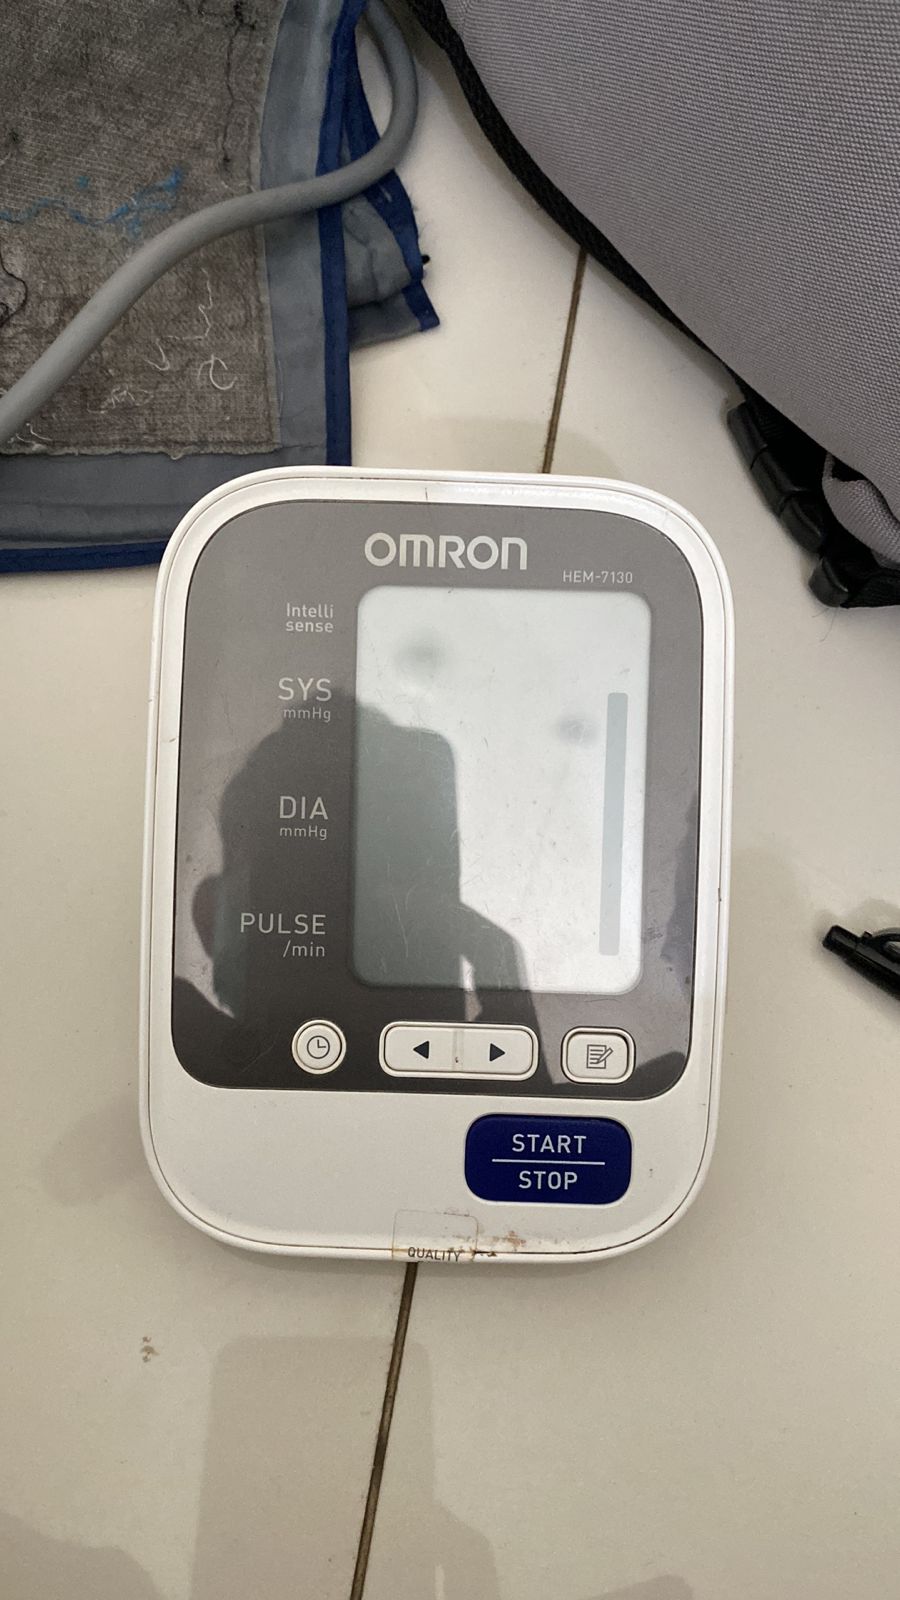 OMRON
HEM-7130
Intelli
sense
SYS
mmHg
DIA
mmHg
PULSE
/min
START
STOP
QUALITY